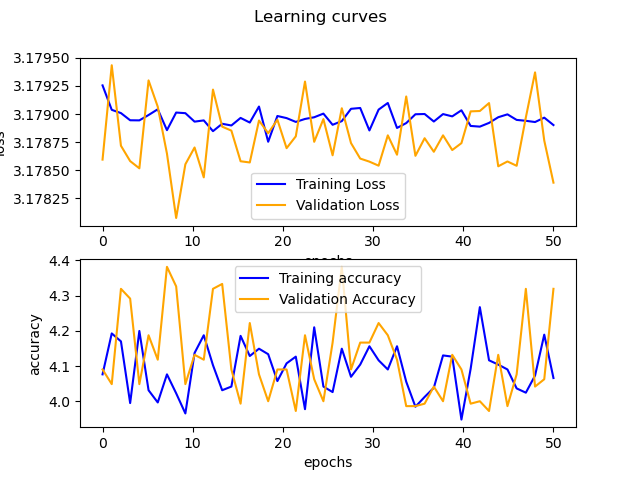 Learning curves
3.17950
3.17925
3.17900
3.17875
3.17850
3.17825
loss
Training Loss
Validation Loss
0 10 20 30 40 50
epochs
4.4
4.3
4.2
4.1
4.0
accuracy
Training accuracy
Validation Accuracy
0 10 20 30 40 50
epochs